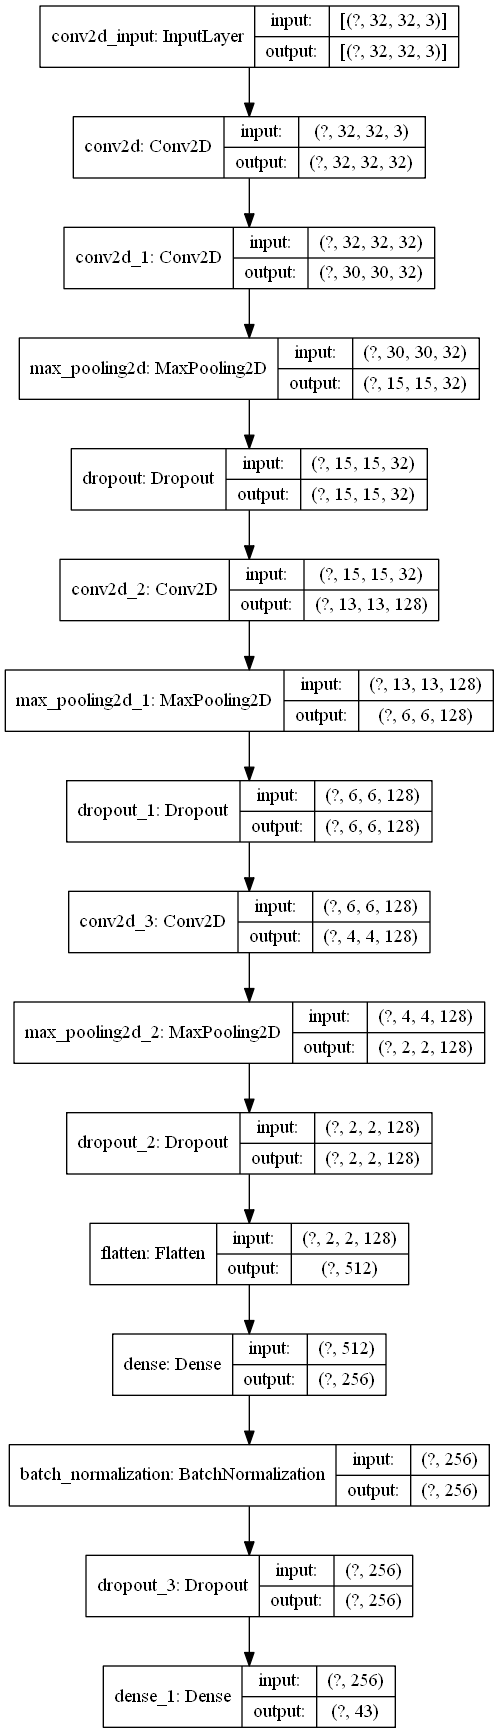 conv2d_input: InputLayer
input:
[(?, 32, 32, 3)]
output:
[(?, 32, 32, 3)]
conv2d: Conv2D
input:
(?, 32, 32, 3)
output:
(?, 32, 32, 32)
conv2d_1: Conv2D
input:
(?, 32, 32, 32)
output:
(?, 30, 30, 32)
max_pooling2d: MaxPooling2D
input:
(?, 30, 30, 32)
output:
(?, 15, 15, 32)
dropout: Dropout
input:
(?, 15, 15, 32)
output:
(?, 15, 15, 32)
conv2d_2: Conv2D
input:
(?, 15, 15, 32)
output:
(?, 13, 13, 128)
max_pooling2d_1: MaxPooling2D
input:
(?, 13, 13, 128)
output:
(?, 6, 6, 128)
dropout_1: Dropout
input:
(?, 6, 6, 128)
output:
(?, 6, 6, 128)
conv2d_3: Conv2D
input:
(?, 6, 6, 128)
output:
(?, 4, 4, 128)
max_pooling2d_2: MaxPooling2D
input:
(?, 4, 4, 128)
output:
(?, 2, 2, 128)
dropout_2: Dropout
input:
(?, 2, 2, 128)
output:
(?, 2, 2, 128)
flatten: Flatten
input:
(?, 2, 2, 128)
output:
(?, 512)
dense: Dense
input:
(?, 512)
output:
(?, 256)
batch_normalization: BatchNormalization
input:
(?, 256)
output:
(?, 256)
dropout_3: Dropout
input:
(?, 256)
output:
(?, 256)
dense_1: Dense
input:
(?, 256)
output:
(?, 43)